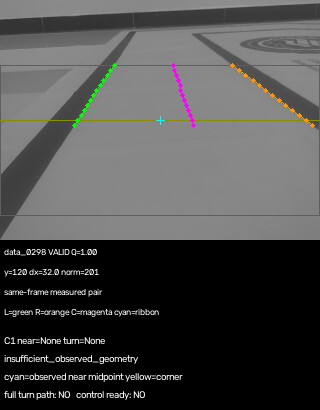 data_0298 VALID Q=1.00
y=120 dx=32.0 norm=201
same-frame measured pair
L=green R=orange C=magenta cyan=ribbon
C1 near=None turn=None
insufficient_observed_geometry
cyan=observed near midpoint yellow=corner
full turn path: NO control ready: NO